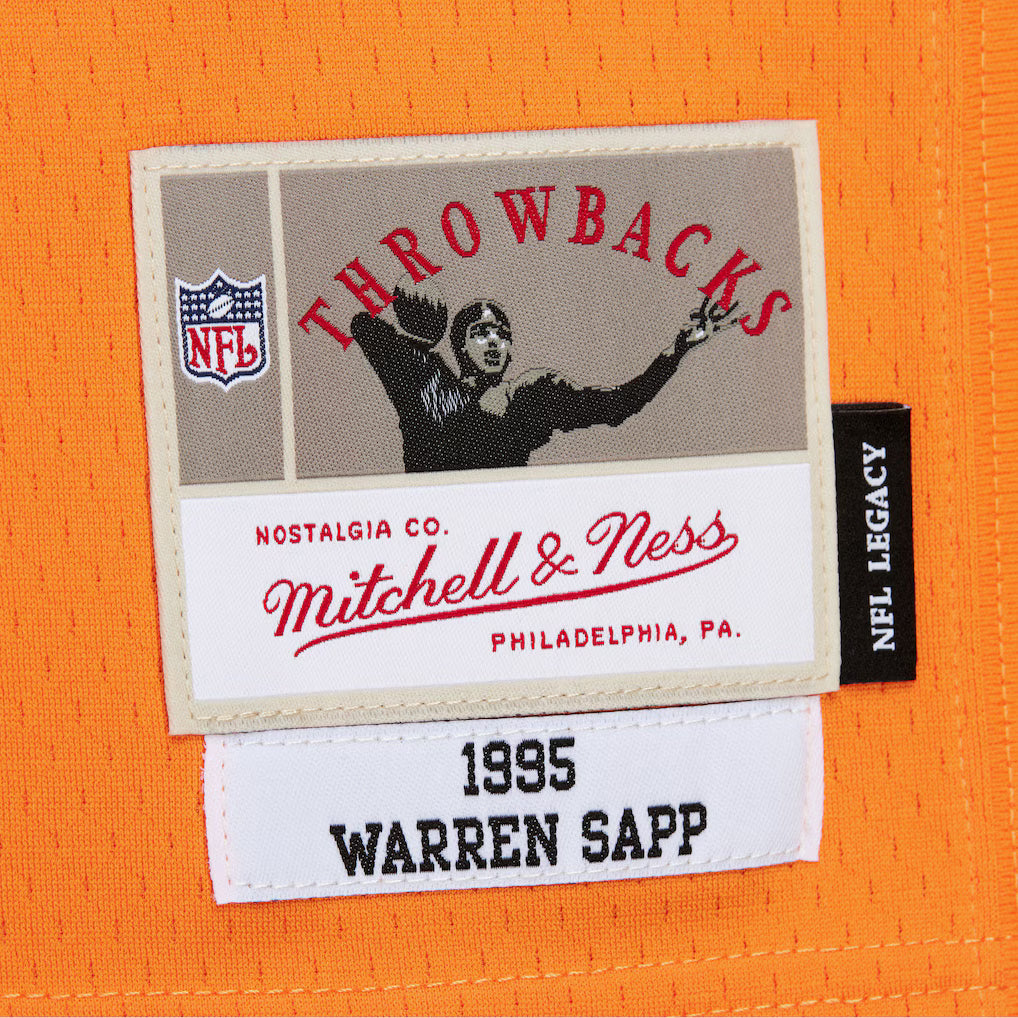 THROWBACKS
NFL
NOSTALGIA CO.
Mitchell & Ness
PHILADELPHIA, PA.
NFL LEGACY
1995
WARREN SAPP